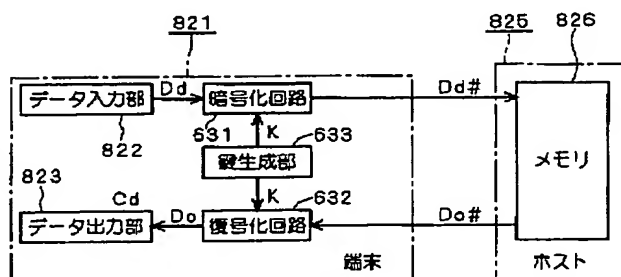 821
825
826
データ入力部
Dd
暗号化回路
Dd#
822
631
K
633
鍵生成部
メモリ
823
Cd
K
632
データ出力部
Do
復号化回路
Do#
端末
ホスト